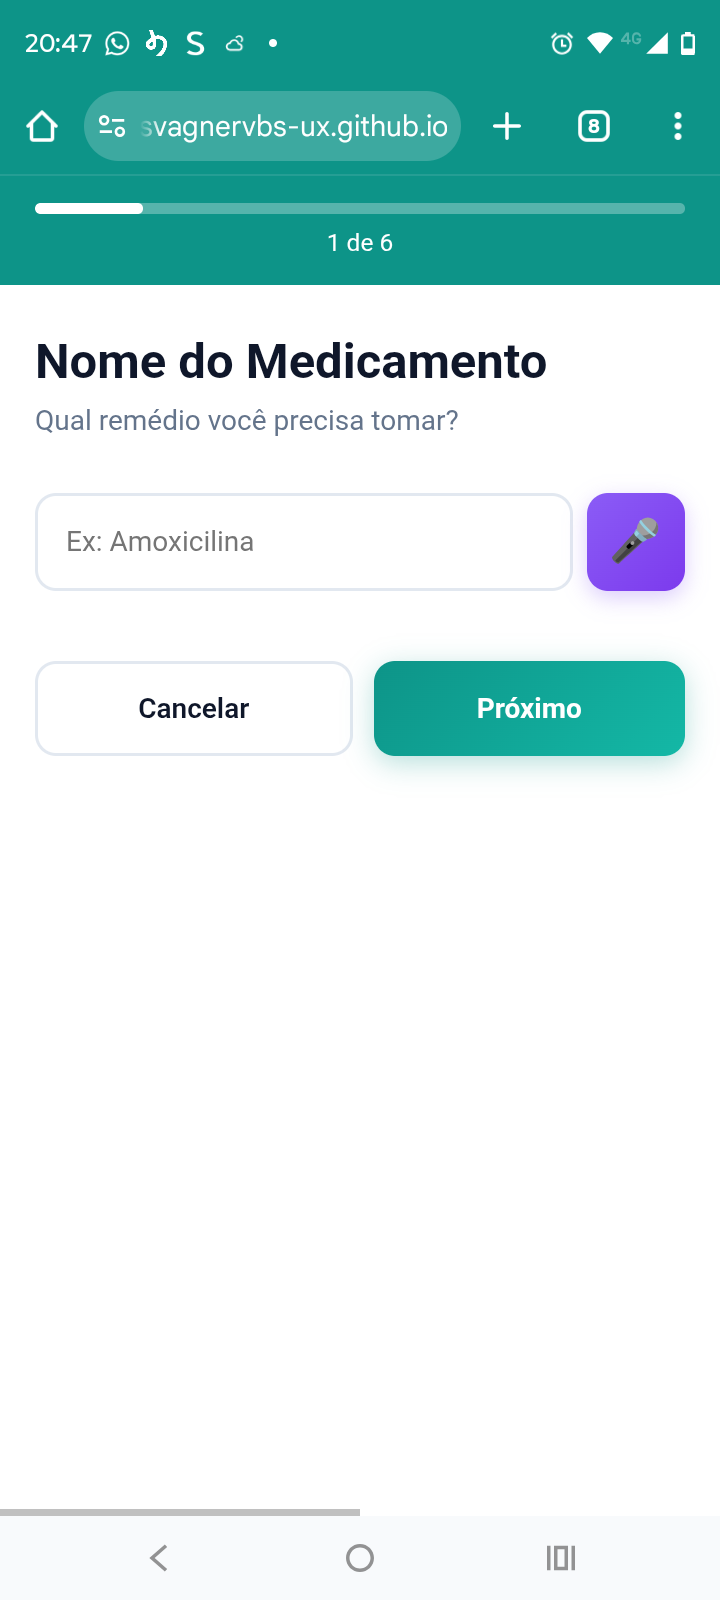 20:47
4G
svagnervbs-ux.github.io
8
1 de 6
Nome do Medicamento
Qual remédio você precisa tomar?
Ex: Amoxicilina
Cancelar
Próximo